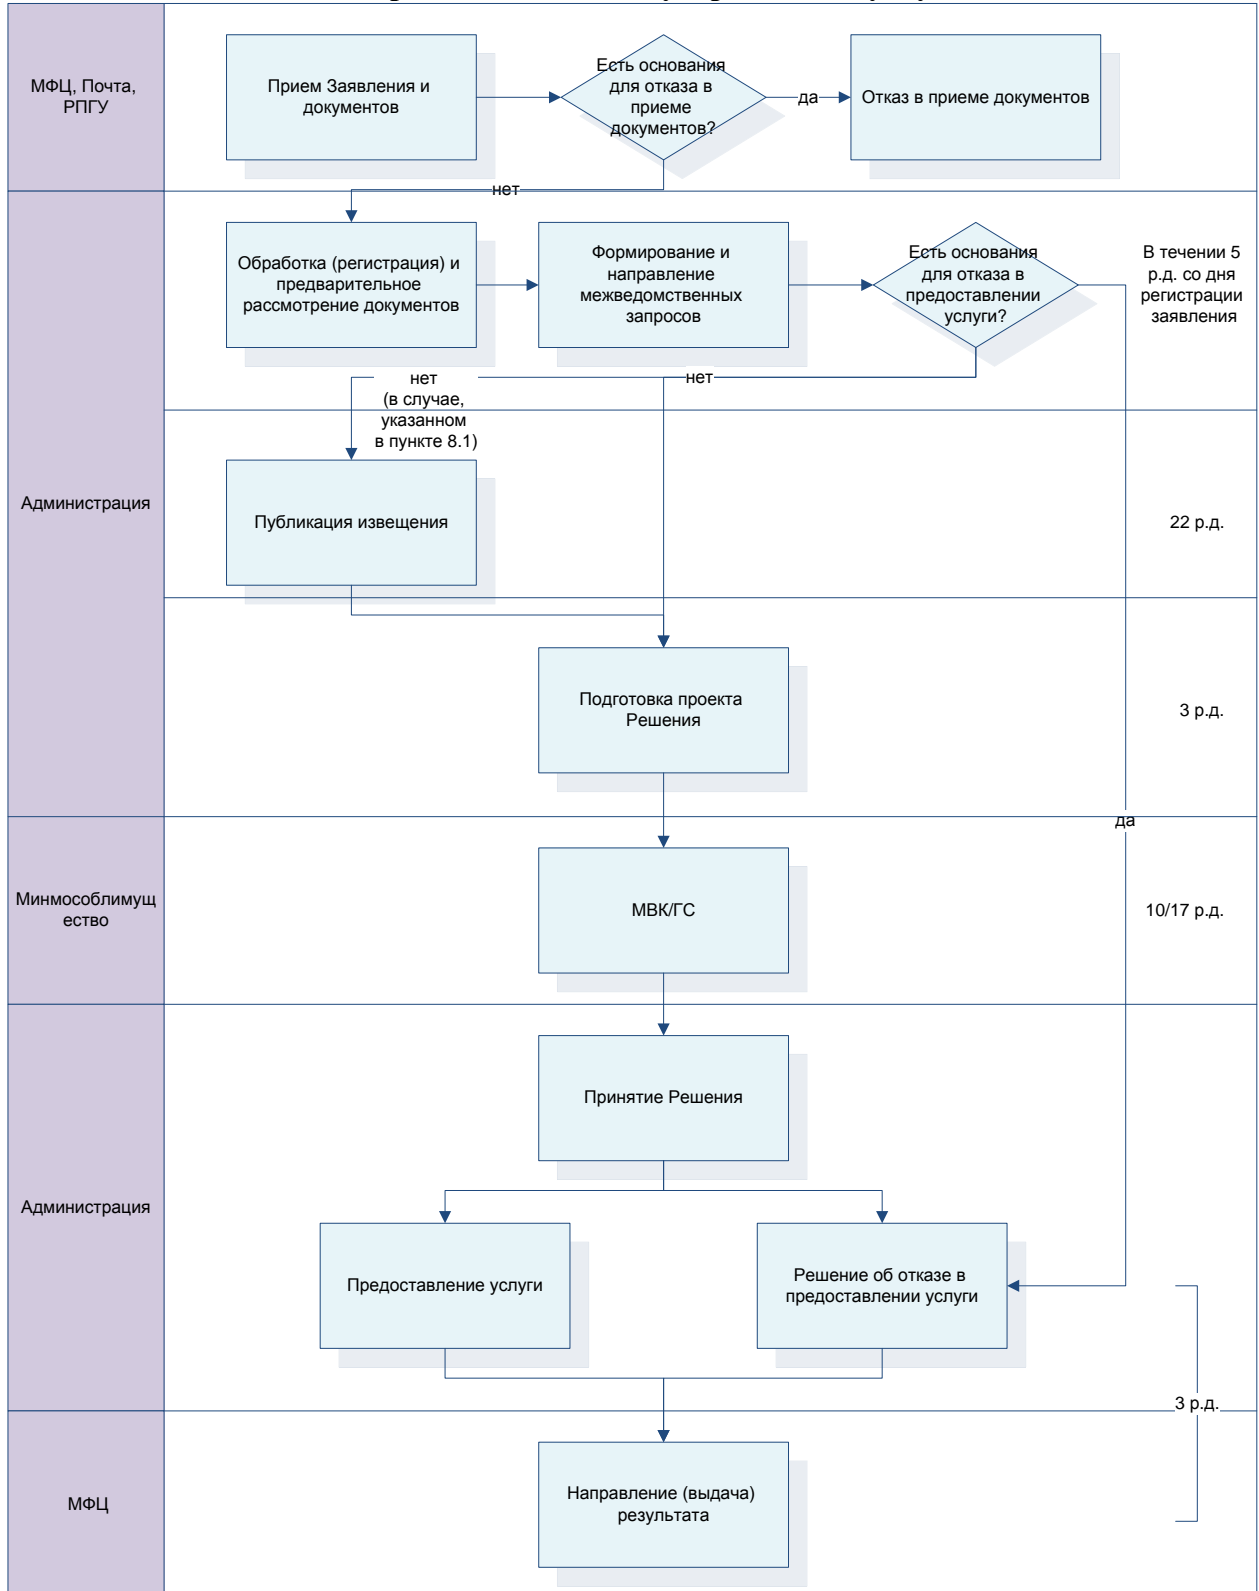 МФЦ, Почта,
РПГУ
Прием Заявления и
документов
Есть основания
для отказа в
приеме
документов?
да
Отказ в приеме документов
нет
Обработка (регистрация) и
предварительное
рассмотрение документов
Формирование и
направление
межведомственных
запросов
Есть основания
для отказа в
предоставлении
услуги?
В течении 5
р.д. со дня
регистрации
заявления
нет
(в случае,
указанном
в пункте 8.1)
нет
Администрация
Публикация извещения
22 р.д.
Подготовка проекта
Решения
3 р.д.
да
Минмособлимущ
ество
МВК/ГС
10/17 р.д.
Принятие Решения
Администрация
Предоставление услуги
Решение об отказе в
предоставлении услуги
3 р.д.
МФЦ
Направление (выдача)
результата